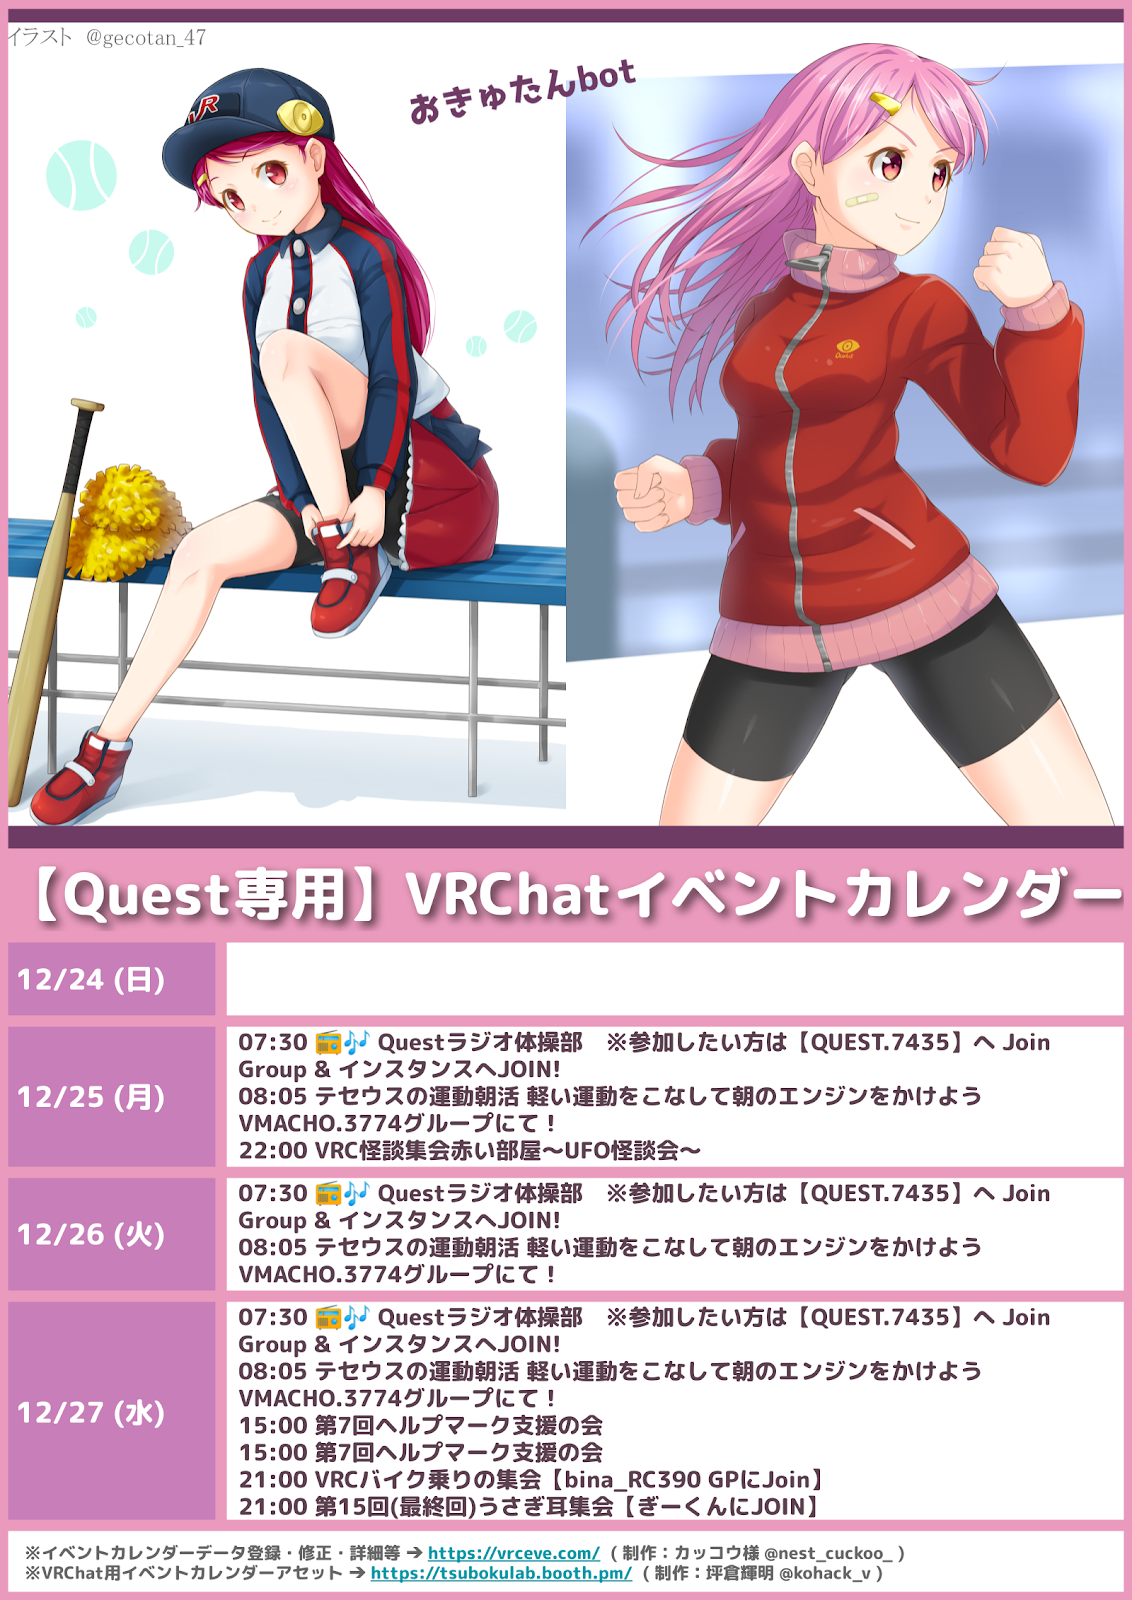 イラスト @gecotan_47
おきゅたんbot
VR
Quest
【Quest専用】VRChatイベントカレンダー
12/24 (日)
12/25 (月)
07:30 📻🎶 Questラジオ体操部　※参加したい方は【QUEST.7435】へ Join
Group & インスタンスへJOIN!
08:05 テセウスの運動朝活 軽い運動をこなして朝のエンジンをかけよう
VMACHO.3774グループにて！
22:00 VRC怪談集会赤い部屋～UFO怪談会～
12/26 (火)
07:30 📻🎶 Questラジオ体操部　※参加したい方は【QUEST.7435】へ Join
Group & インスタンスへJOIN!
08:05 テセウスの運動朝活 軽い運動をこなして朝のエンジンをかけよう
VMACHO.3774グループにて！
12/27 (水)
07:30 📻🎶 Questラジオ体操部　※参加したい方は【QUEST.7435】へ Join
Group & インスタンスへJOIN!
08:05 テセウスの運動朝活 軽い運動をこなして朝のエンジンをかけよう
VMACHO.3774グループにて！
15:00 第7回ヘルプマーク支援の会
15:00 第7回ヘルプマーク支援の会
21:00 VRCバイク乗りの集会【bina_RC390 GPにJoin】
21:00 第15回(最終回)うさぎ耳集会【ぎーくんにJOIN】
※イベントカレンダーデータ登録・修正・詳細等 ➔ https://vrceve.com/ （制作：カッコウ様 @nest_cuckoo_ ）
※VRChat用イベントカレンダーアセット ➔ https://tsubokulab.booth.pm/ （制作：坪倉輝明 @kohack_v ）